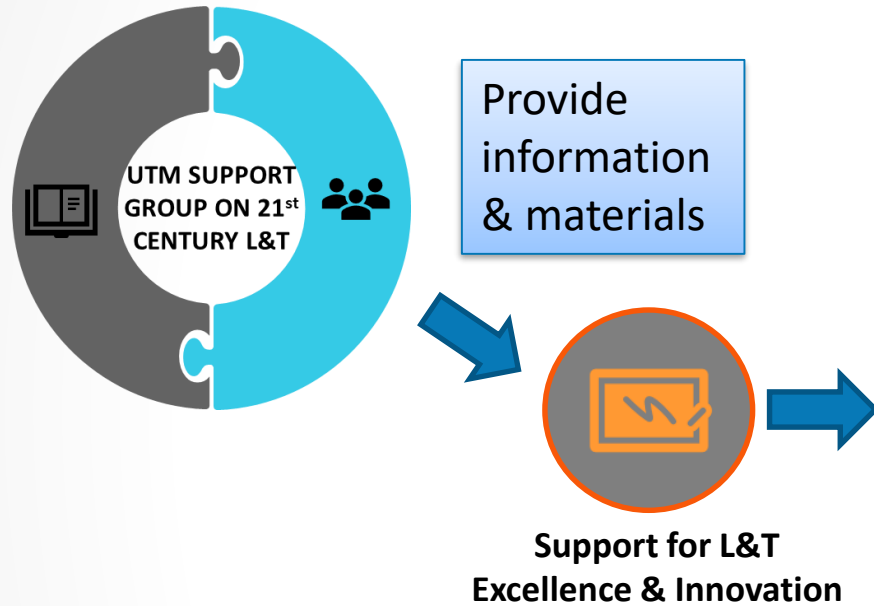 UTM SUPPORT
GROUP ON 21st
CENTURY L&T
Provide
information
& materials
Support for L&T
Excellence & Innovation